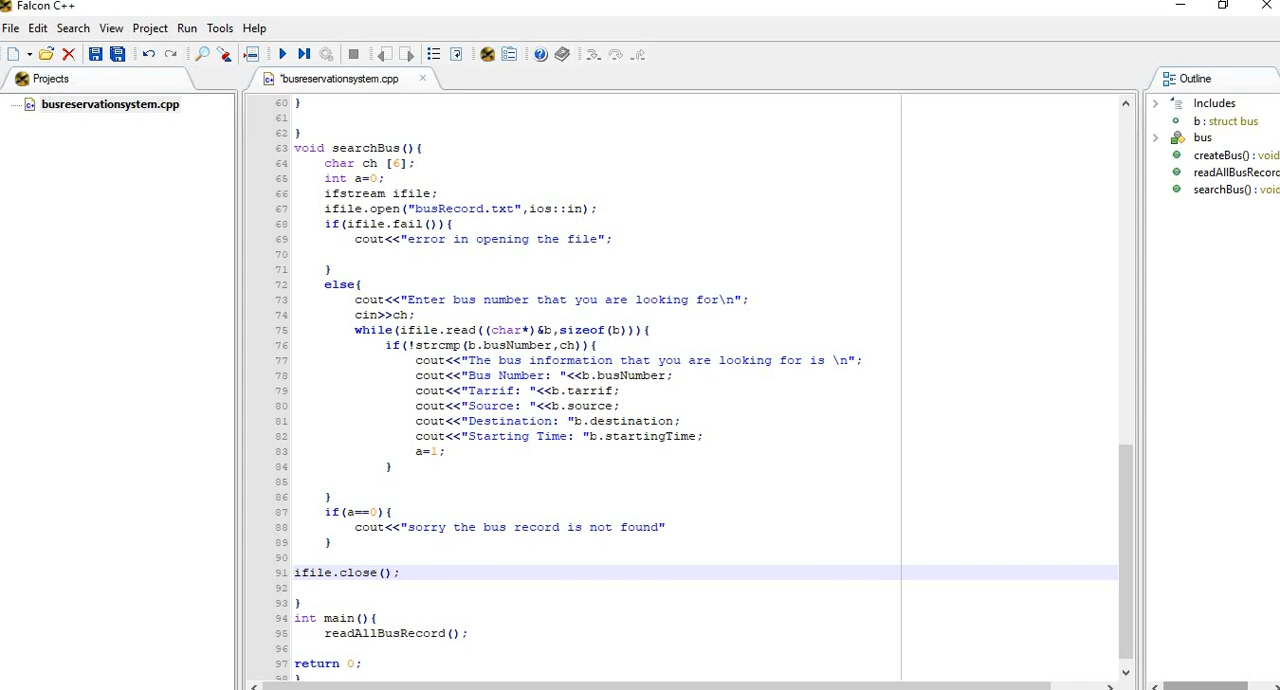 Falcon C++
File Edit Search View Project Run Tools Help
Projects
*busreservationsystem.cpp
Outline
busreservationsystem.cpp
60 }
61
62 }
63 void searchBus(){
64 char ch [6];
65 int a=0;
66 ifstream ifile;
67 ifile.open("busRecord.txt",ios::in);
68 if(ifile.fail()){
69 cout<<"error in opening the file";
70
71 }
72 else{
73 cout<<"Enter bus number that you are looking for\n";
74 cin>>ch;
75 while(ifile.read((char*)&b,sizeof(b))){
76 if(!strcmp(b.busNumber,ch)){
77 cout<<"The bus information that you are looking for is \n";
78 cout<<"Bus Number: "<<b.busNumber;
79 cout<<"Tarrif: "<<b.tarrif;
80 cout<<"Source: "<<b.source;
81 cout<<"Destination: "b.destination;
82 cout<<"Starting Time: "b.startingTime;
83 a=1;
84 }
85
86 }
87 if(a==0){
88 cout<<"sorry the bus record is not found"
89 }
90
91 ifile.close();
92
93 }
94 int main(){
95 readAllBusRecord();
96
97 return 0;
98 }
Includes
b : struct bus
bus
createBus() : void
readAllBusRecord
searchBus() : void